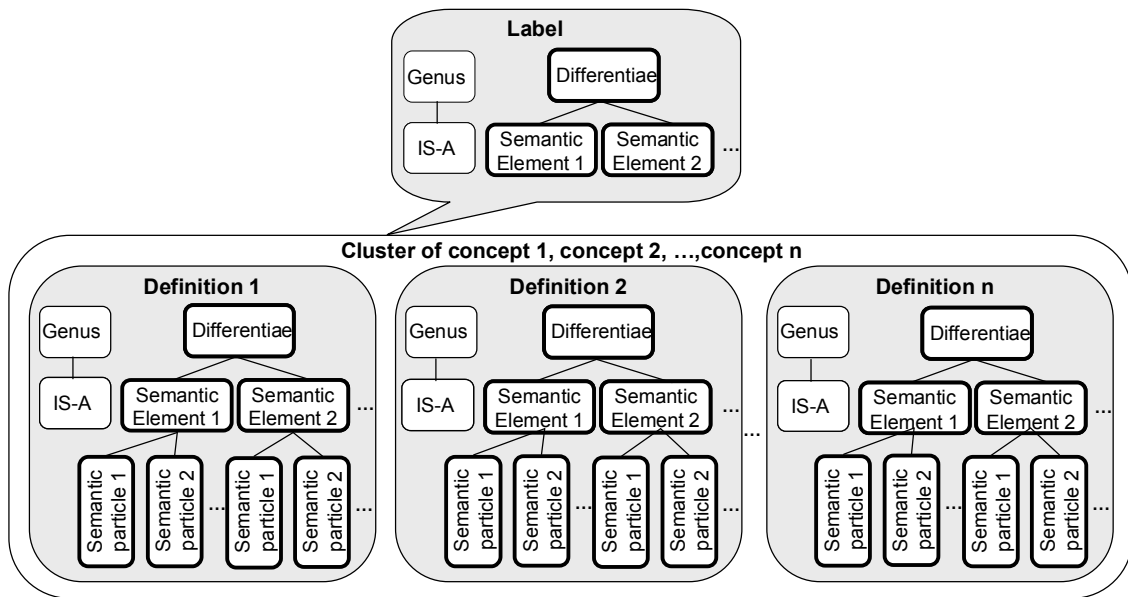 Label
Genus
Differentiae
IS-A
Semantic
Element 1
Semantic
Element 2
...
Cluster of concept 1, concept 2, ...,concept n
Definition 1
Genus
Differentiae
IS-A
Semantic
Element 1
Semantic
Element 2
...
Semantic
particle 1
Semantic
particle 2
...
Semantic
particle 1
Semantic
particle 2
...
Definition 2
Genus
Differentiae
IS-A
Semantic
Element 1
Semantic
Element 2
...
Semantic
particle 1
Semantic
particle 2
...
Semantic
particle 1
Semantic
particle 2
...
...
Definition n
Genus
Differentiae
IS-A
Semantic
Element 1
Semantic
Element 2
...
Semantic
particle 1
Semantic
particle 2
...
Semantic
particle 1
Semantic
particle 2
...